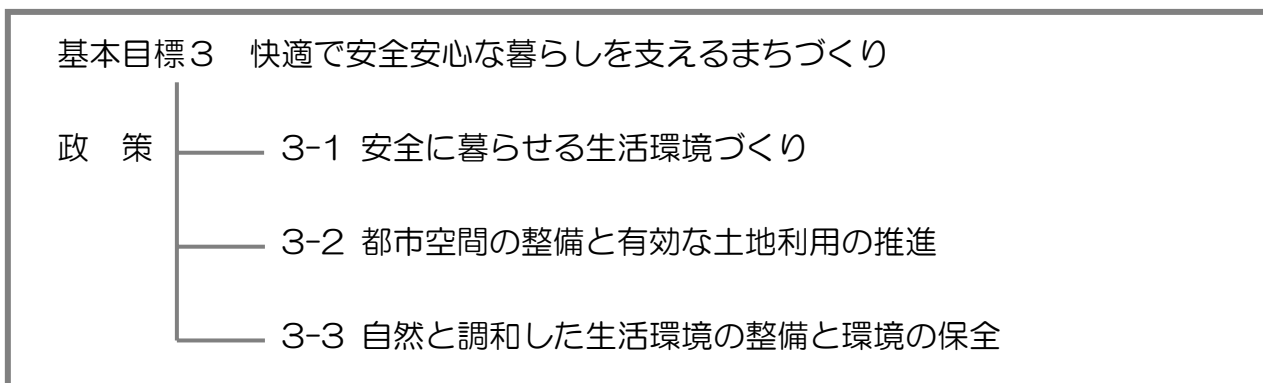 基本目標3　快適で安全安心な暮らしを支えるまちづくり
政　策　3-1 安全に暮らせる生活環境づくり
3-2 都市空間の整備と有効な土地利用の推進
3-3 自然と調和した生活環境の整備と環境の保全